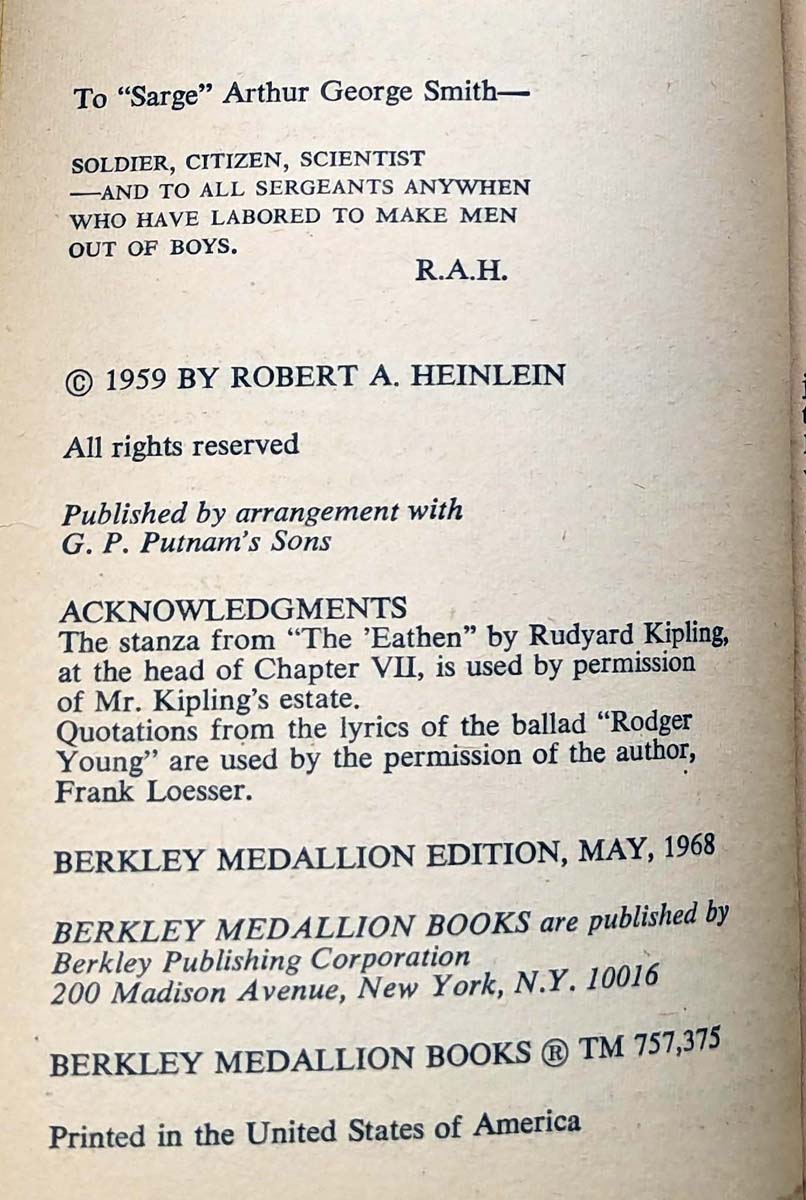 To “Sarge” Arthur George Smith—
SOLDIER, CITIZEN, SCIENTIST
—AND TO ALL SERGEANTS ANYWHEN
WHO HAVE LABORED TO MAKE MEN
OUT OF BOYS.
R.A.H.
© 1959 BY ROBERT A. HEINLEIN
All rights reserved
Published by arrangement with
G. P. Putnam's Sons
ACKNOWLEDGMENTS
The stanza from “The ’Eathen” by Rudyard Kipling,
at the head of Chapter VII, is used by permission
of Mr. Kipling's estate.
Quotations from the lyrics of the ballad “Rodger
Young” are used by the permission of the author,
Frank Loesser.
BERKLEY MEDALLION EDITION, MAY, 1968
BERKLEY MEDALLION BOOKS are published by
Berkley Publishing Corporation
200 Madison Avenue, New York, N.Y. 10016
BERKLEY MEDALLION BOOKS ® TM 757,375
Printed in the United States of America